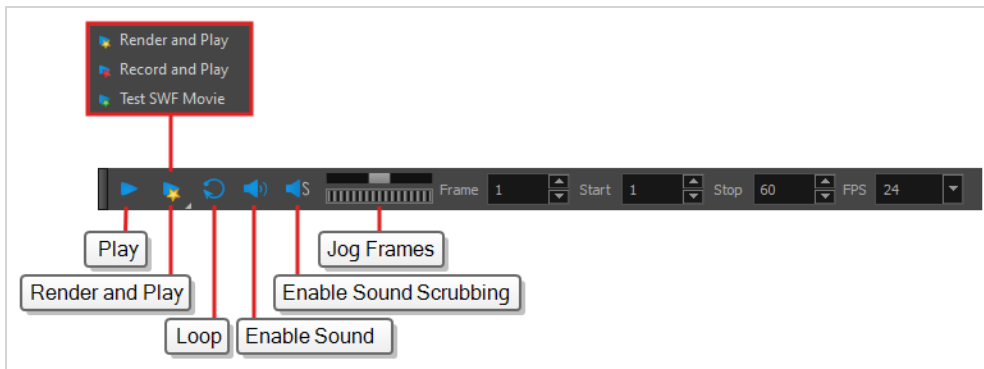 Render and Play
Record and Play
Test SWF Movie
S
Frame 1 Start 1 Stop 60 FPS 24
Play
Jog Frames
Render and Play
Enable Sound Scrubbing
Loop
Enable Sound